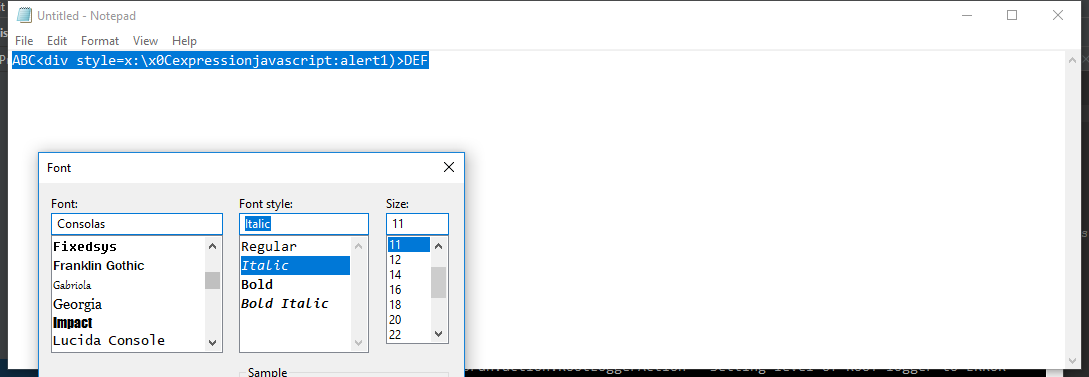 Untitled - Notepad
File Edit Format View Help
ABC<div style=x:\x0Cexpressionjavascript:alert1)>DEF
Font
Font: Font style: Size:
Consolas Italic 11
Fixedsys Regular 11
Franklin Gothic Italic 12
Gabriola Bold 14
Georgia Bold Italic 16
Impact 18
Lucida Console 20
22
Sample